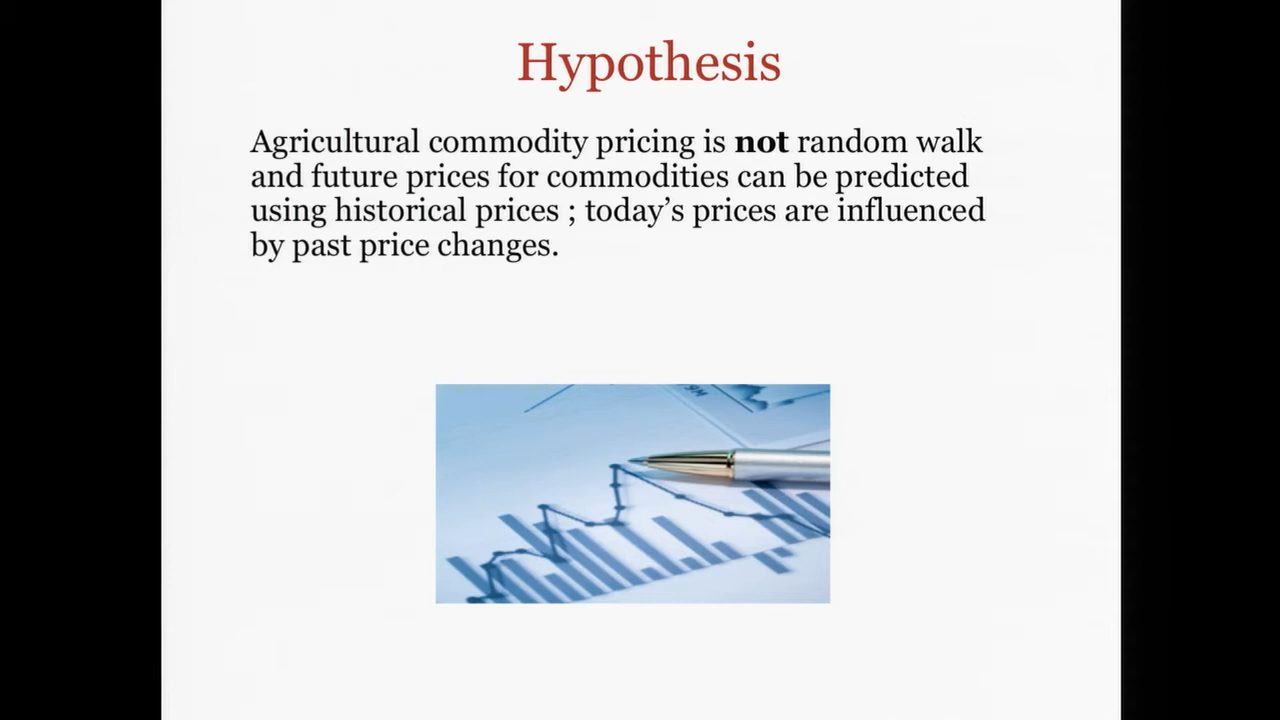 Hypothesis
Agricultural commodity pricing is not random walk
and future prices for commodities can be predicted
using historical prices ; today’s prices are influenced
by past price changes.